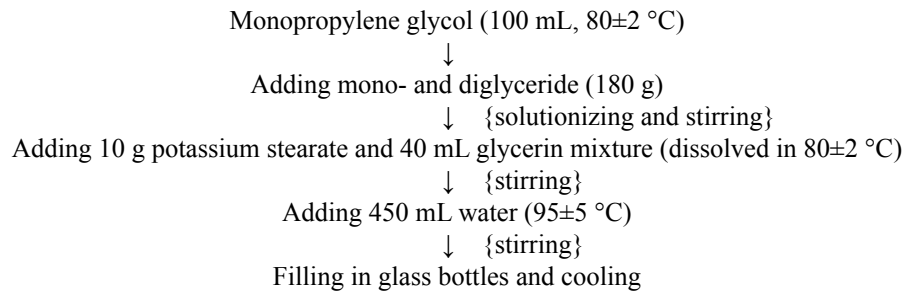 Monopropylene glycol (100 mL, 80±2 °C)
↓
Adding mono- and diglyceride (180 g)
↓ {solutionizing and stirring}
Adding 10 g potassium stearate and 40 mL glycerin mixture (dissolved in 80±2 °C)
↓ {stirring}
Adding 450 mL water (95±5 °C)
↓ {stirring}
Filling in glass bottles and cooling